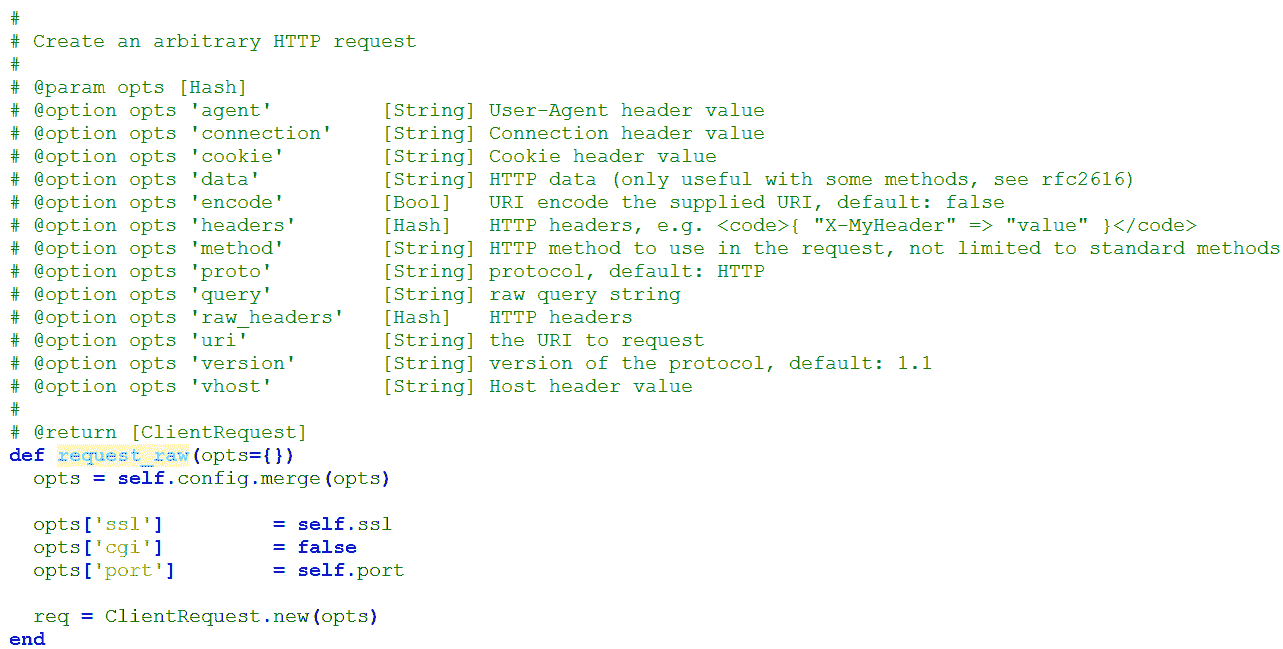 #
# Create an arbitrary HTTP request
#
# @param opts [Hash]
# @option opts 'agent'         [String] User-Agent header value
# @option opts 'connection'    [String] Connection header value
# @option opts 'cookie'        [String] Cookie header value
# @option opts 'data'          [String] HTTP data (only useful with some methods, see rfc2616)
# @option opts 'encode'        [Bool]   URI encode the supplied URI, default: false
# @option opts 'headers'       [Hash]   HTTP headers, e.g. <code>{ "X-MyHeader" => "value" }</code>
# @option opts 'method'        [String] HTTP method to use in the request, not limited to standard methods
# @option opts 'proto'         [String] protocol, default: HTTP
# @option opts 'query'         [String] raw query string
# @option opts 'raw_headers'   [Hash]   HTTP headers
# @option opts 'uri'           [String] the URI to request
# @option opts 'version'       [String] version of the protocol, default: 1.1
# @option opts 'vhost'         [String] Host header value
#
# @return [ClientRequest]
def request_raw(opts={})
  opts = self.config.merge(opts)

  opts['ssl']         = self.ssl
  opts['cgi']         = false
  opts['port']        = self.port

  req = ClientRequest.new(opts)
end